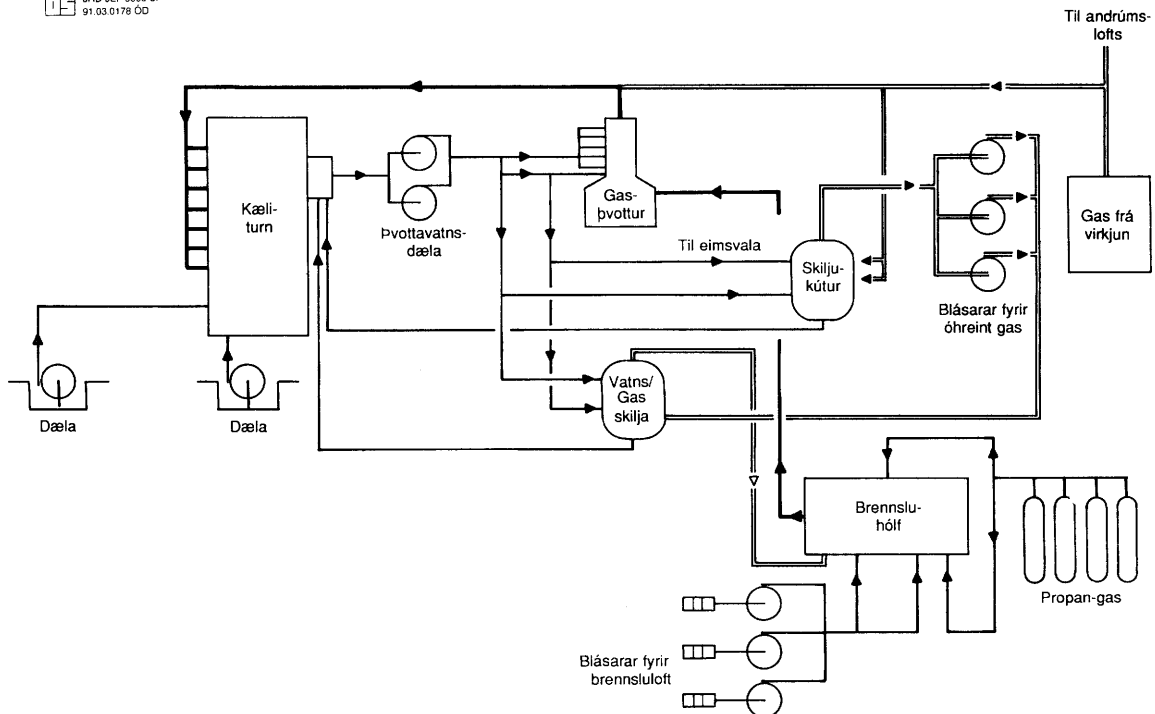 91.03.0178 ÓD
Til andrúms-
lofts
Kæli-
turn
Þvottavatns-
dæla
Gas-
þvottur
Til eimsvala
Skilju-
kútur
Gas frá
virkjun
Blásarar fyrir
óhreint gas
Dæla
Dæla
Vatns/
Gas
skilja
Brennslu-
hólf
Propan-gas
Blásarar fyrir
brennsluloft